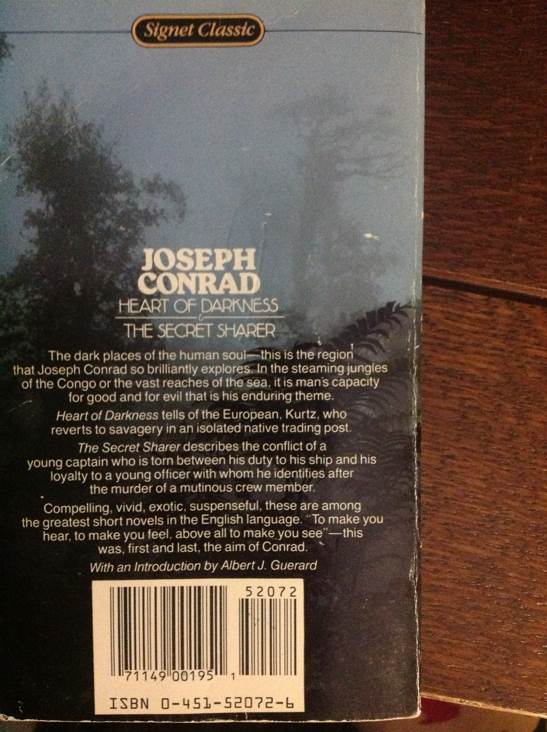 Signet Classic
JOSEPH
CONRAD
HEART OF DARKNESS
&
THE SECRET SHARER
The dark places of the human soul—this is the region
that Joseph Conrad so brilliantly explores. In the steaming jungles
of the Congo or the vast reaches of the sea, it is man's capacity
for good and for evil that is his enduring theme.
Heart of Darkness tells of the European, Kurtz, who
reverts to savagery in an isolated native trading post.
The Secret Sharer describes the conflict of a
young captain who is torn between his duty to his ship and his
loyalty to a young officer with whom he identifies after
the murder of a mutinous crew member.
Compelling, vivid, exotic, suspenseful, these are among
the greatest short novels in the English language. "To make you
hear, to make you feel, above all to make you see"—this
was, first and last, the aim of Conrad.
With an Introduction by Albert J. Guerard
52072
71149 00195 1
ISBN 0-451-52072-6